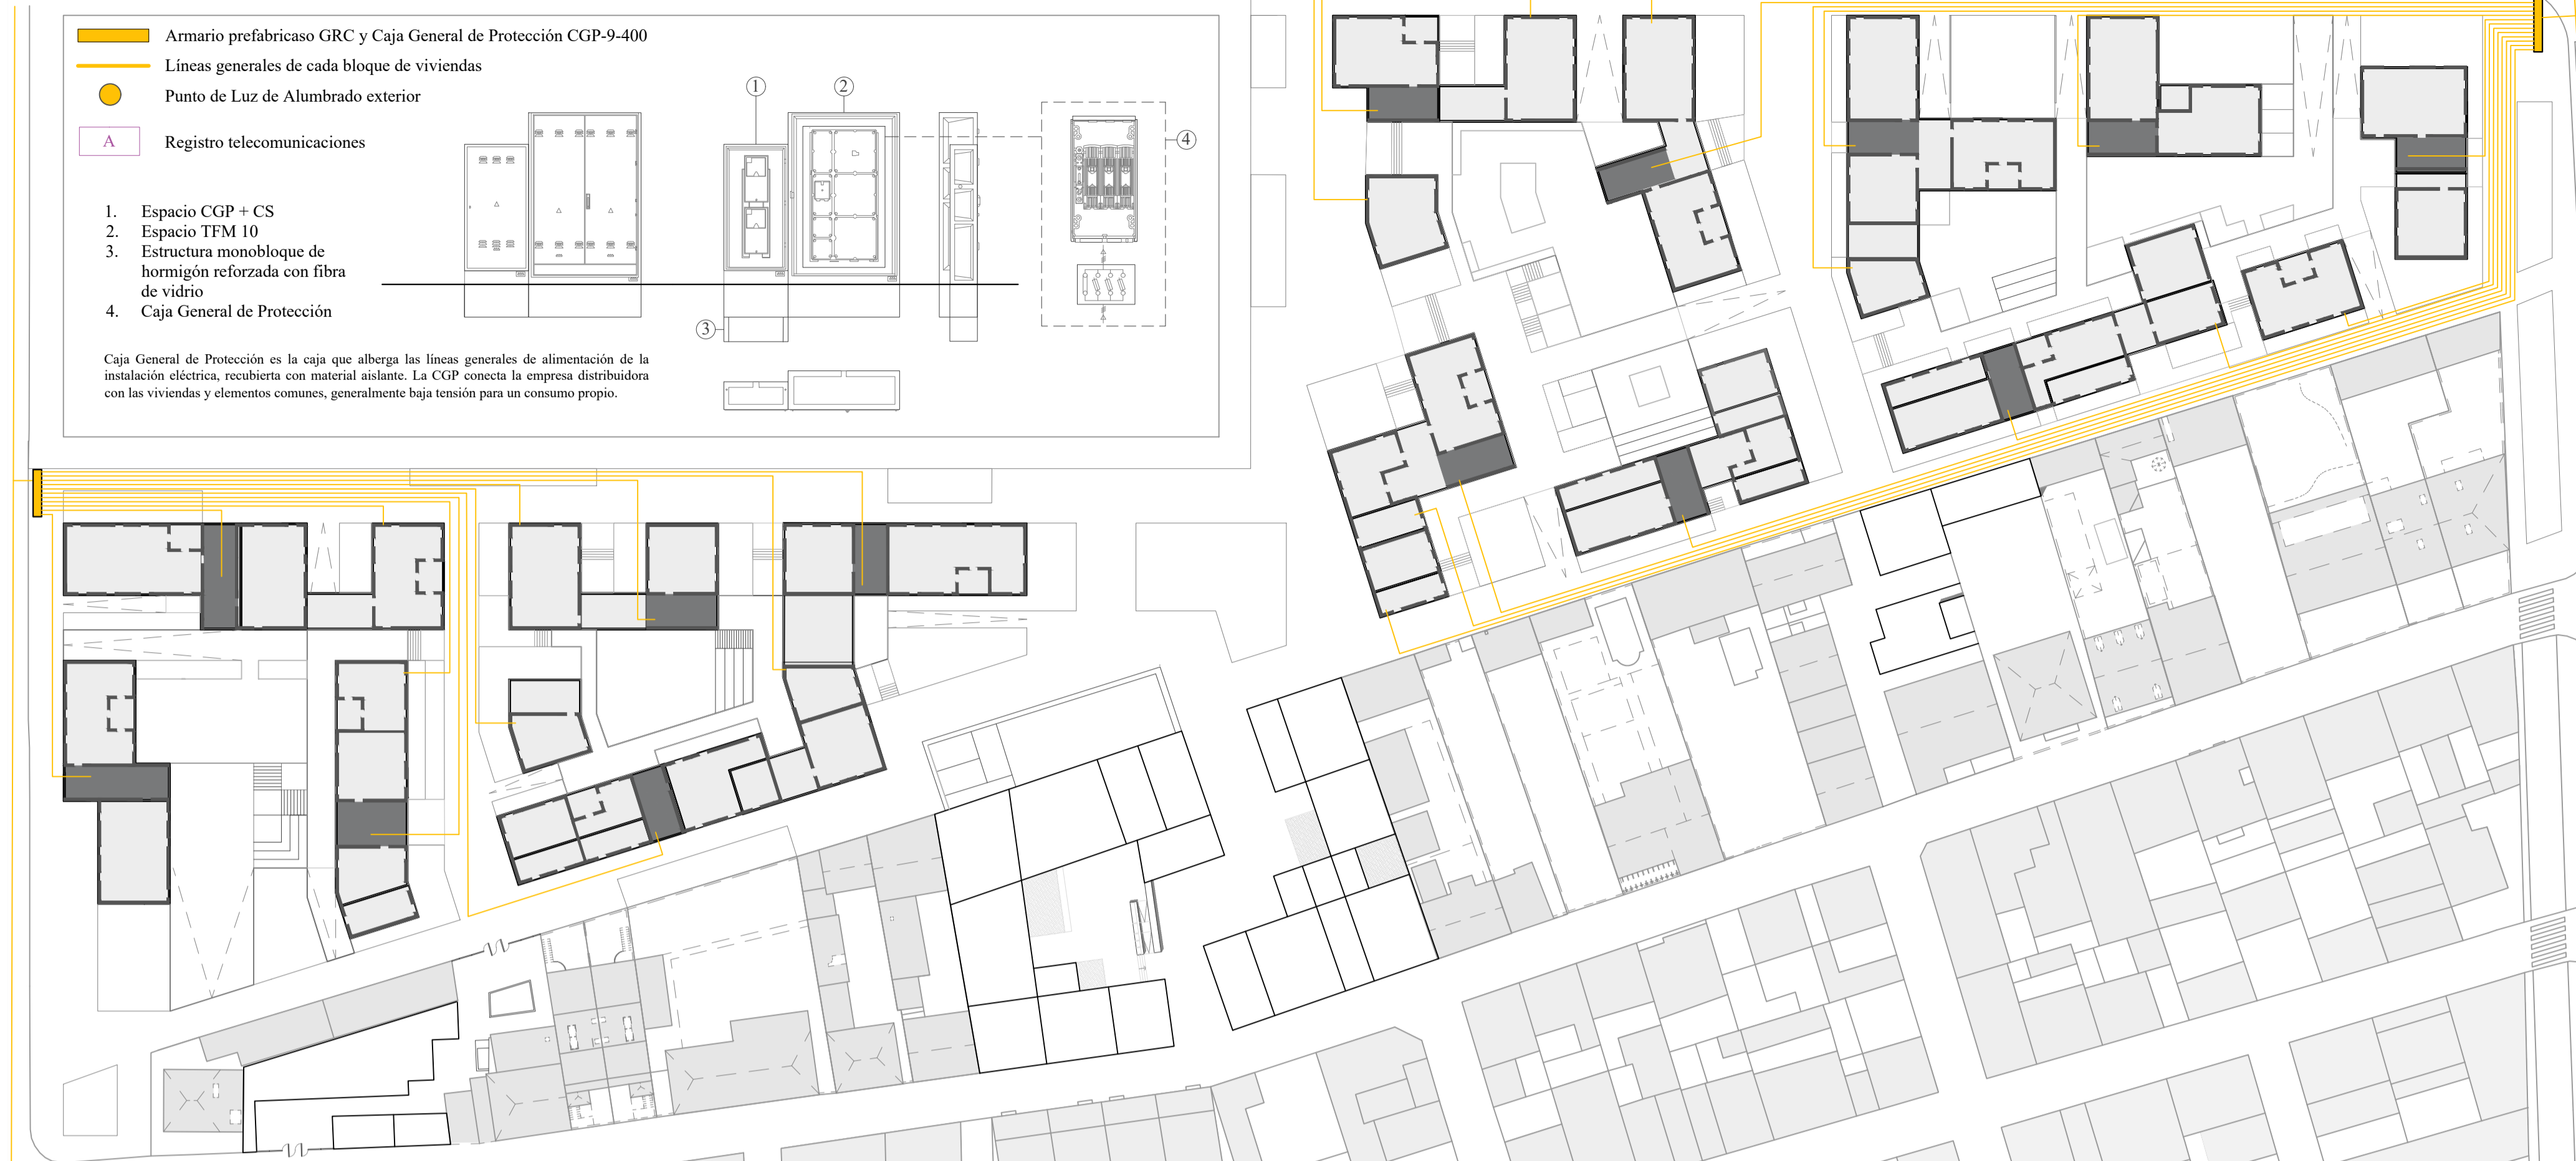 Armario prefabricaso GRC y Caja General de Protección CGP-9-400
Líneas generales de cada bloque de viviendas
Punto de Luz de Alumbrado exterior
A Registro telecomunicaciones
1. Espacio CGP + CS
2. Espacio TFM 10
3. Estructura monobloque de
hormigón reforzada con fibra
de vidrio
4. Caja General de Protección
1
2
3
4
Caja General de Protección es la caja que alberga las líneas generales de alimentación de la
instalación eléctrica, recubierta con material aislante. La CGP conecta la empresa distribuidora
con las viviendas y elementos comunes, generalmente baja tensión para un consumo propio.